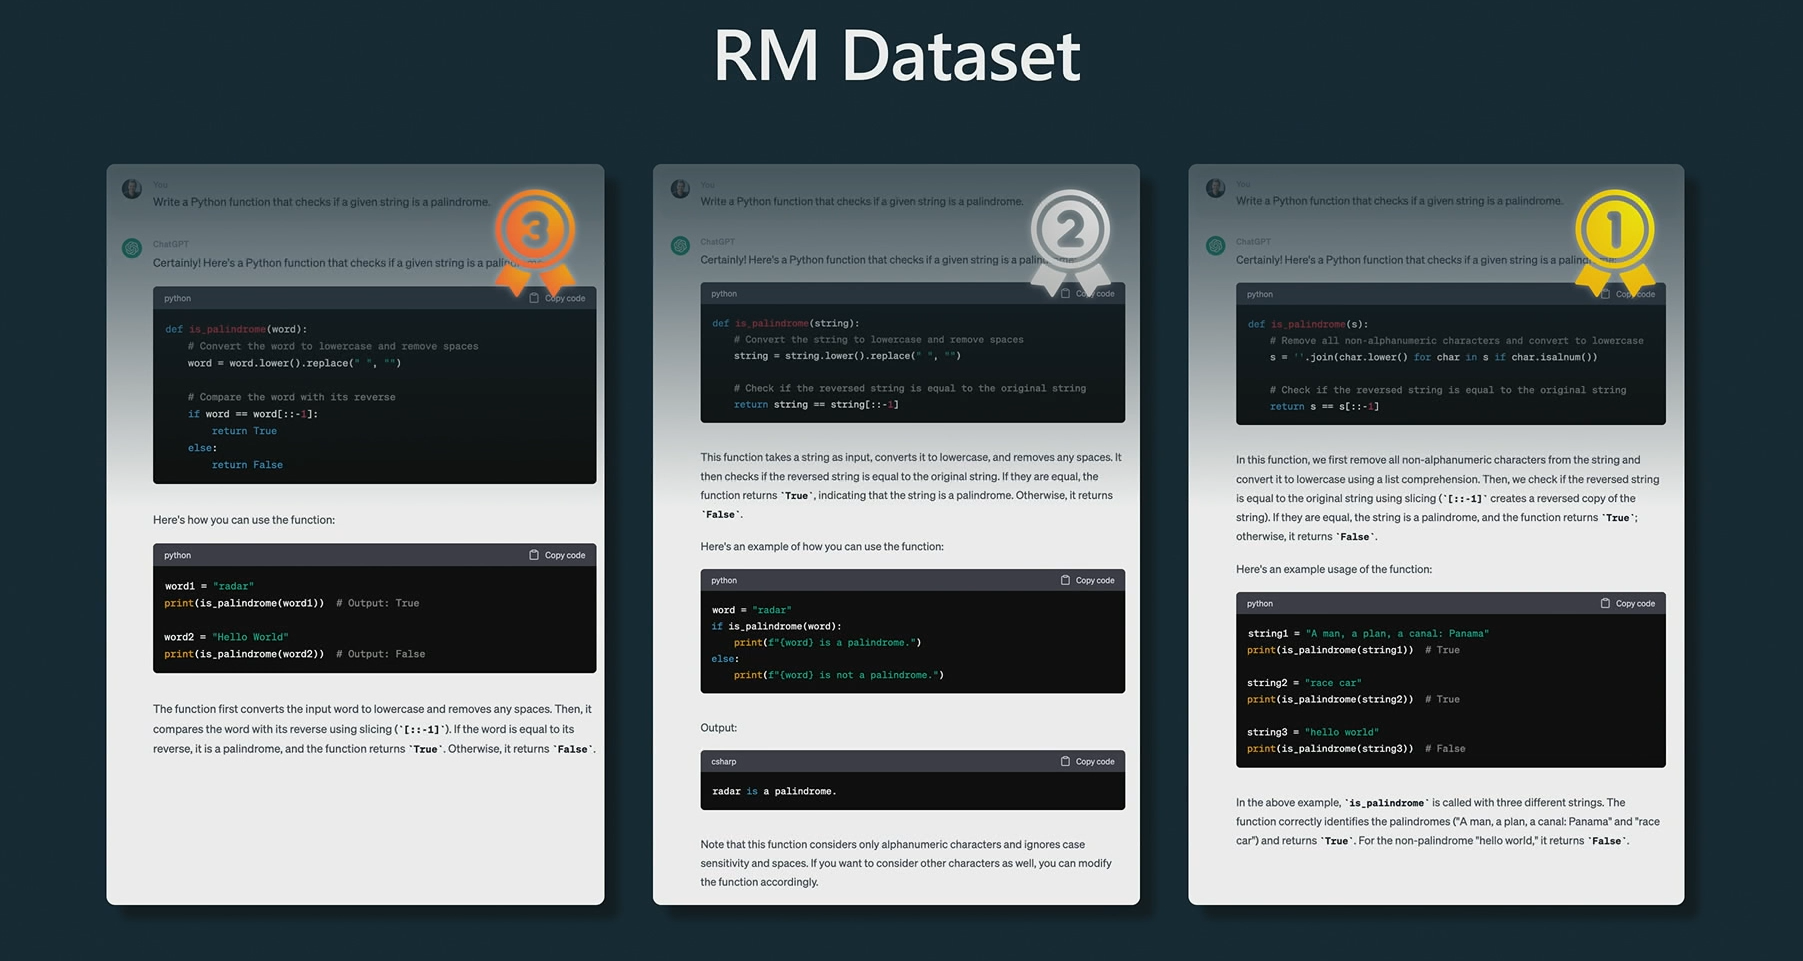 RM Dataset
You
Write a Python function that checks if a given string is a palindrome.
3
ChatGPT
Certainly! Here's a Python function that checks if a given string is a
python
Copy code
def is_palindrome(word):
# Convert the word to lowercase and remove spaces
word = word.lower().replace(" ", "")
# Compare the word with its reverse
if word == word[::-1]:
return True
else:
return False
Here's how you can use the function:
python
Copy code
word1 = "radar"
print(is_palindrome(word1))  # Output: True
word2 = "Hello World"
print(is_palindrome(word2))  # Output: False
The function first converts the input word to lowercase and removes any spaces. Then, it
compares the word with its reverse using slicing (`[::-1]`). If the word is equal to its
reverse, it is a palindrome, and the function returns `True`. Otherwise, it returns `False`.
You
Write a Python function that checks if a given string is a palindrome.
2
ChatGPT
Certainly! Here's a Python function that checks if a given string is a
python
Copy code
def is_palindrome(string):
# Convert the string to lowercase and remove spaces
string = string.lower().replace(" ", "")
# Check if the reversed string is equal to the original string
return string == string[::-1]
This function takes a string as input, converts it to lowercase, and removes any spaces. It
then checks if the reversed string is equal to the original string. If they are equal, the
function returns `True`, indicating that the string is a palindrome. Otherwise, it returns
`False`.
Here's an example of how you can use the function:
python
Copy code
word = "radar"
if is_palindrome(word):
print(f"{word} is a palindrome.")
else:
print(f"{word} is not a palindrome.")
Output:
csharp
Copy code
radar is a palindrome.
Note that this function considers only alphanumeric characters and ignores case
sensitivity and spaces. If you want to consider other characters as well, you can modify
the function accordingly.
You
Write a Python function that checks if a given string is a palindrome.
1
ChatGPT
Certainly! Here's a Python function that checks if a given string is a
python
Copy code
def is_palindrome(s):
# Remove all non-alphanumeric characters and convert to lowercase
s = ''.join(char.lower() for char in s if char.isalnum())
# Check if the reversed string is equal to the original string
return s == s[::-1]
In this function, we first remove all non-alphanumeric characters from the string and
convert it to lowercase using a list comprehension. Then, we check if the reversed string
is equal to the original string using slicing (`[::-1]` creates a reversed copy of the
string). If they are equal, the string is a palindrome, and the function returns `True`;
otherwise, it returns `False`.
Here's an example usage of the function:
python
Copy code
string1 = "A man, a plan, a canal: Panama"
print(is_palindrome(string1))  # True
string2 = "race car"
print(is_palindrome(string2))  # True
string3 = "hello world"
print(is_palindrome(string3))  # False
In the above example, `is_palindrome` is called with three different strings. The
function correctly identifies the palindromes ("A man, a plan, a canal: Panama" and "race
car") and returns `True`. For the non-palindrome "hello world," it returns `False`.